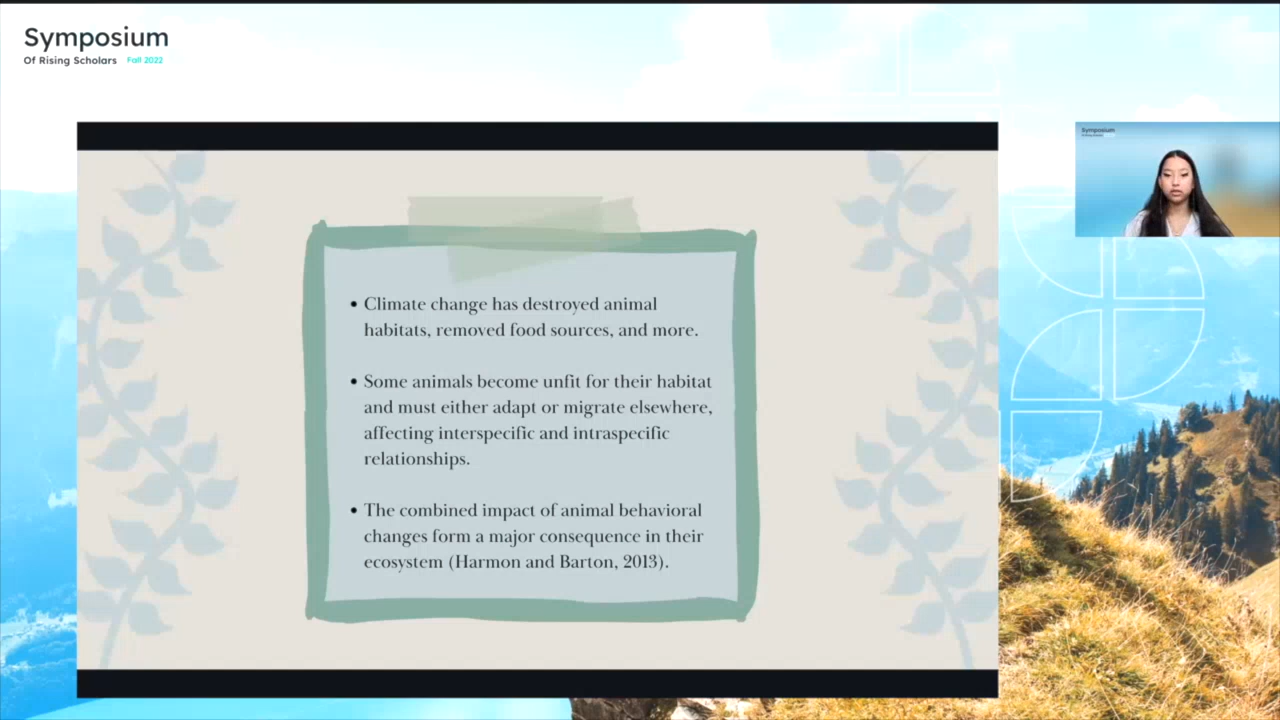 Symposium
Of Rising Scholars Fall 2022
Symposium
• Climate change has destroyed animal
habitats, removed food sources, and more.
• Some animals become unfit for their habitat
and must either adapt or migrate elsewhere,
affecting interspecific and intraspecific
relationships.
• The combined impact of animal behavioral
changes form a major consequence in their
ecosystem (Harmon and Barton, 2013).